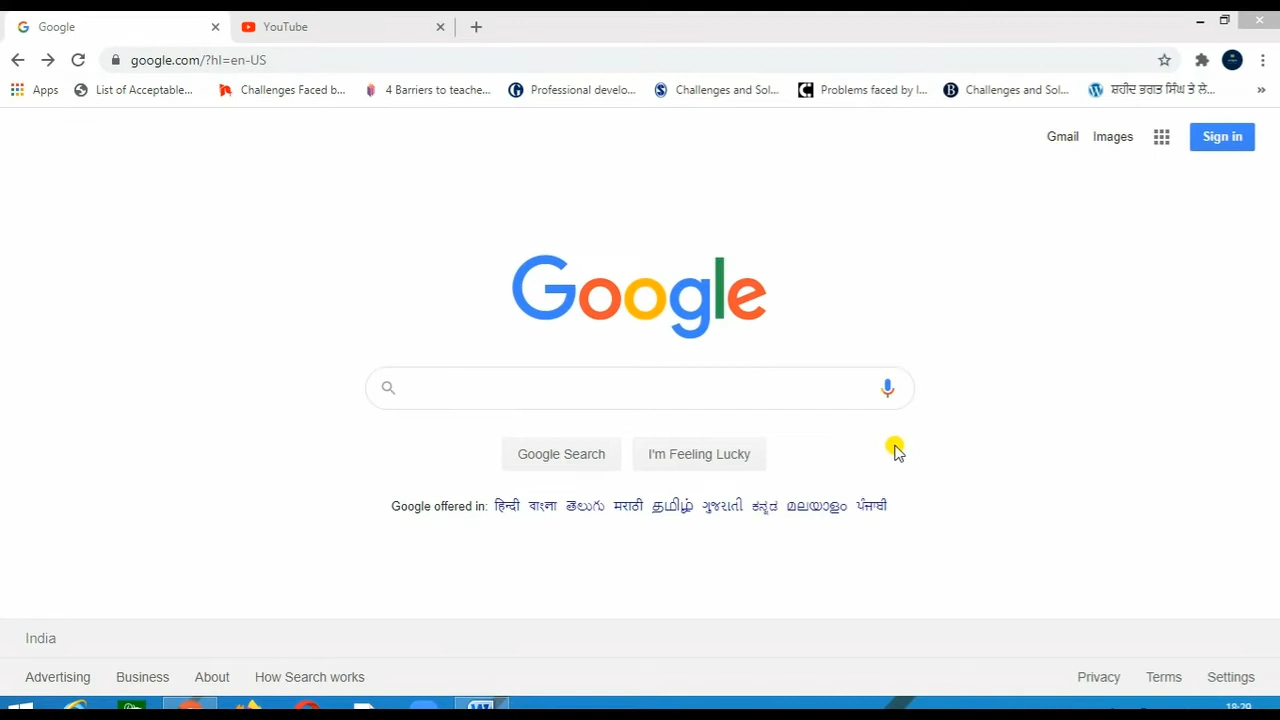 Google
YouTube
google.com/?hl=en-US
Apps
List of Acceptable...
Challenges Faced b...
4 Barriers to teache...
Professional develo...
Challenges and Sol...
Problems faced by l...
Challenges and Sol...
ਸ਼ਹੀਦ ਭਗਤ ਸਿੰਘ ਤੇ ਲੇ...
Gmail
Images
Sign in
Google
Google Search
I'm Feeling Lucky
Google offered in: हिन्दी বাংলা తెలుగు मराठी தமிழ் ગુજરાતી ಕನ್ನಡ മലയാളം ਪੰਜਾਬੀ
India
Advertising
Business
About
How Search works
Privacy
Terms
Settings
18:29